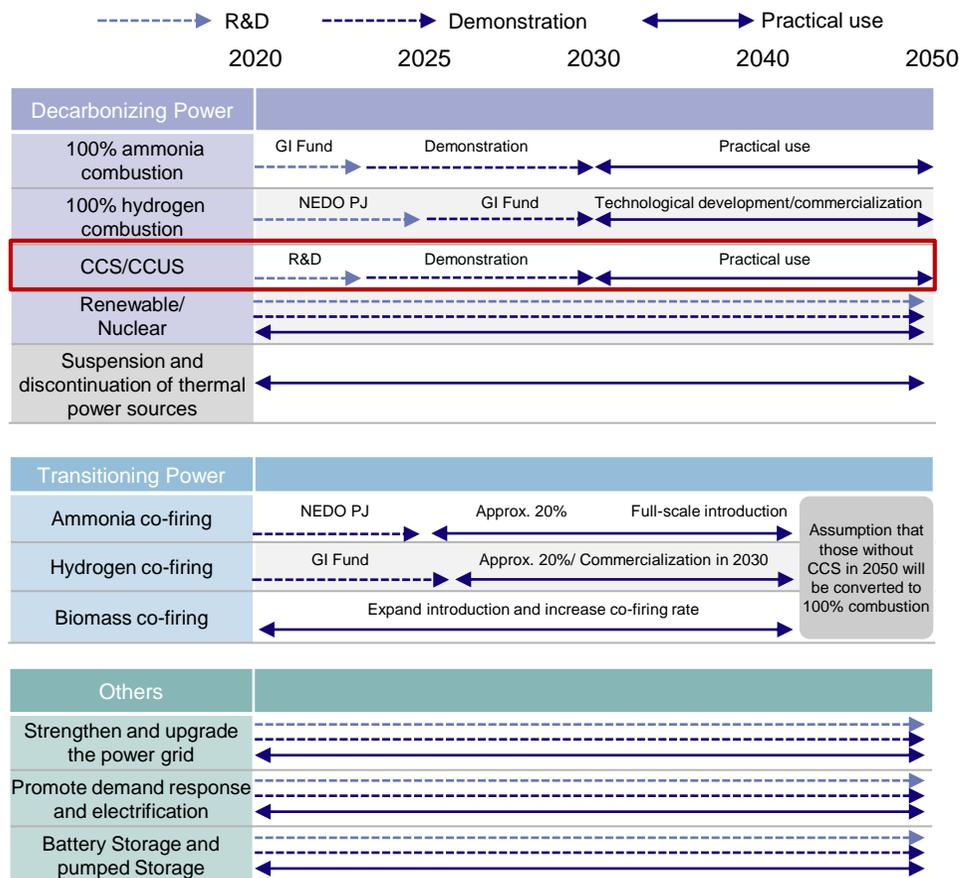 R&D
Demonstration
Practical use
2020
2025
2030
2040
2050
Decarbonizing Power
100% ammonia
combustion
GI Fund
Demonstration
Practical use
100% hydrogen
combustion
NEDO PJ
GI Fund
Technological development/commercialization
CCS/CCUS
R&D
Demonstration
Practical use
Renewable/
Nuclear
Suspension and
discontinuation of thermal
power sources
Transitioning Power
Ammonia co-firing
NEDO PJ
Approx. 20%
Full-scale introduction
Hydrogen co-firing
GI Fund
Approx. 20%/ Commercialization in 2030
Biomass co-firing
Expand introduction and increase co-firing rate
Assumption that
those without
CCS in 2050 will
be converted to
100% combustion
Others
Strengthen and upgrade
the power grid
Promote demand response
and electrification
Battery Storage and
pumped Storage